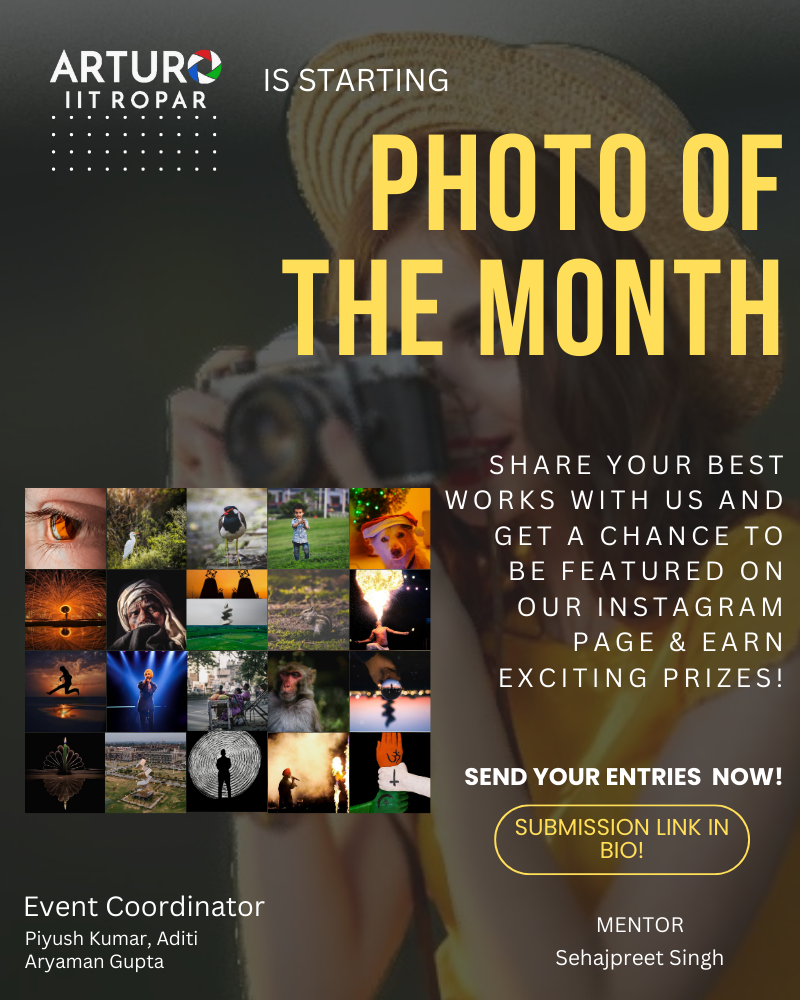 ARTURO
IIT ROPAR
IS STARTING
PHOTO OF
THE MONTH
SHARE YOUR BEST
WORKS WITH US AND
GET A CHANCE TO
BE FEATURED ON
OUR INSTAGRAM
PAGE & EARN
EXCITING PRIZES!
SEND YOUR ENTRIES NOW!
SUBMISSION LINK IN
BIO!
Event Coordinator
Piyush Kumar, Aditi
Aryaman Gupta
MENTOR
Sehajpreet Singh